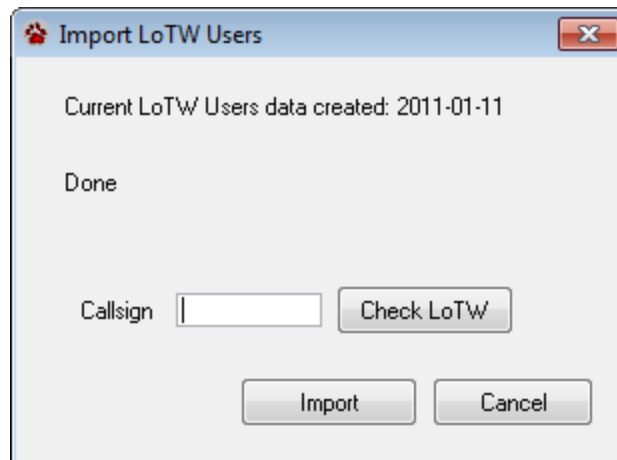 Import LoTW Users
Current LoTW Users data created: 2011-01-11
Done
Callsign Check LoTW
Import Cancel